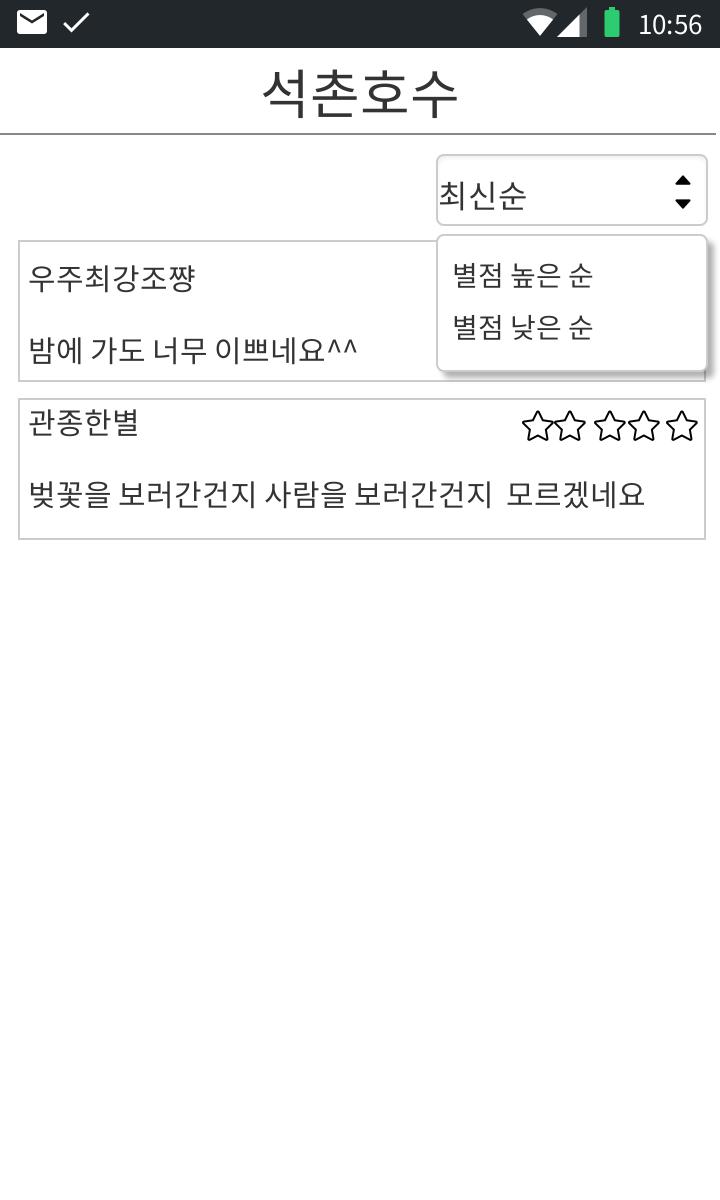 10:56
석촌호수
최신순
별점 높은 순
별점 낮은 순
우주최강조쨩
밤에 가도 너무 이쁘네요^^
관종한별
벚꽃을 보러간건지 사람을 보러간건지 모르겠네요